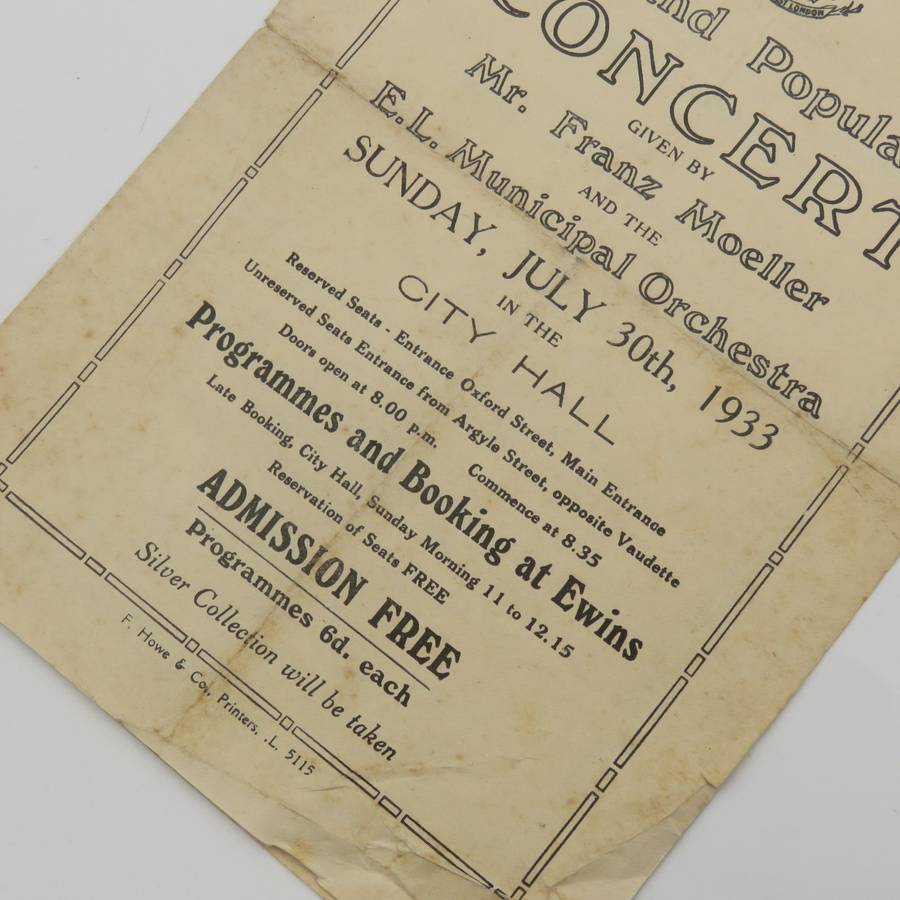 ST LONDON
nd Popula
CONCERT
GIVEN BY
Mr. Franz Moeller
AND THE
E.L. Municipal Orchestra
SUNDAY, JULY 30th, 1933
IN THE
CITY HALL
Reserved Seats - Entrance Oxford Street, Main Entrance
Unreserved Seats Entrance from Argyle Street, opposite Vaudette
Doors open at 8.00 p.m. Commence at 8.35
Programmes and Booking at Ewins
Late Booking, City Hall, Sunday Morning 11 to 12.15
Reservation of Seats FREE
ADMISSION FREE
Programmes 6d. each
Silver Collection will be taken
F. Howe & Co., Printers, .L. 5115